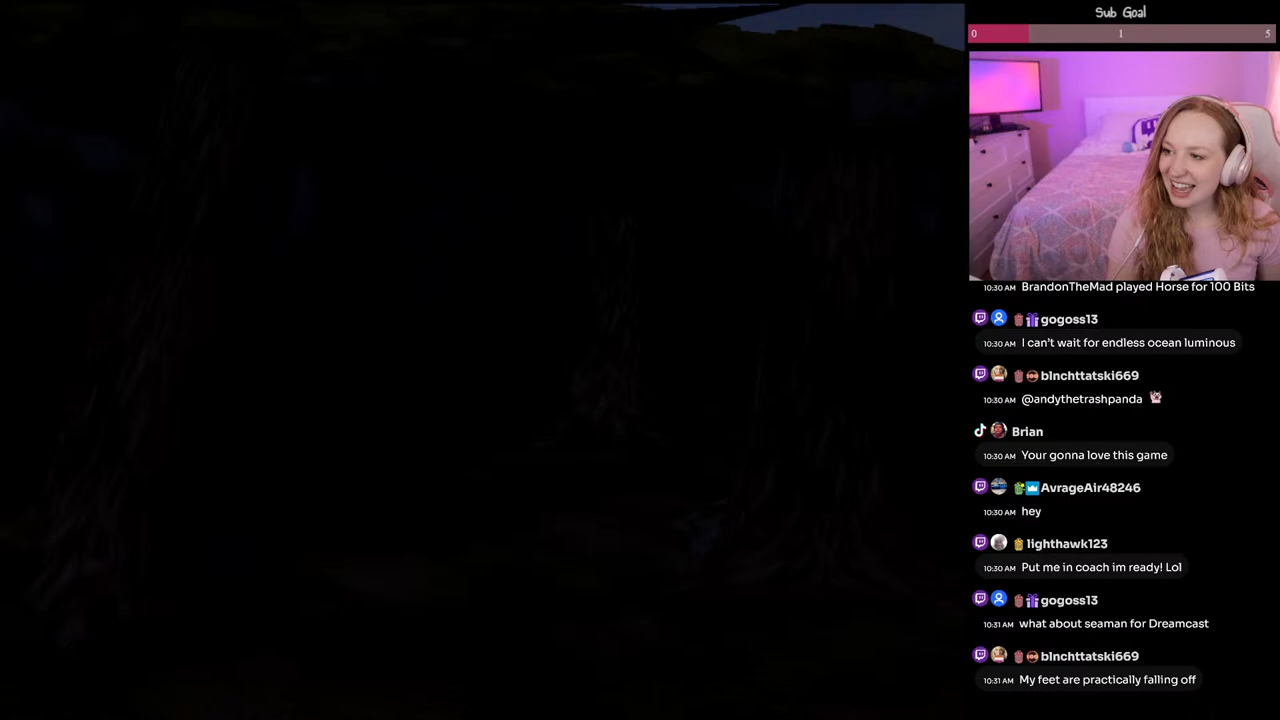 Sub Goal
0 1 5
10:30 AM BrandonTheMad played Horse for 100 Bits
gogoss13
10:30 AM I can't wait for endless ocean luminous
blnchttatski669
10:30 AM @andythetrashpanda
Brian
10:30 AM Your gonna love this game
AvrageAir48246
10:30 AM hey
lighthawk123
10:30 AM Put me in coach im ready! Lol
gogoss13
10:31 AM what about seaman for Dreamcast
blnchttatski669
10:31 AM My feet are practically falling off